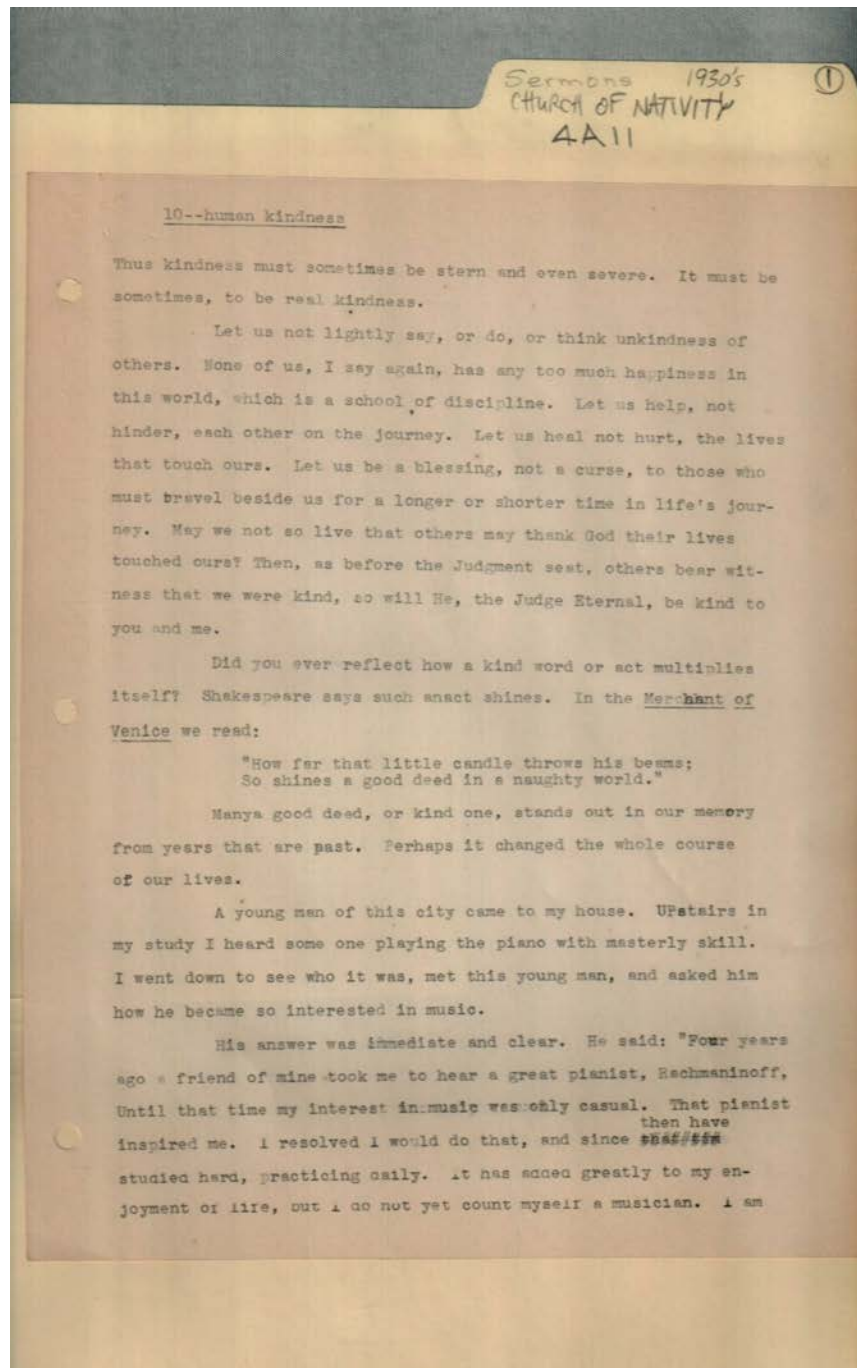 Sermons 1930's ①
CHURCH OF NATIVITY
4A11
10--human kindness
Thus kindness must sometimes be stern and even severe. It must be
sometimes, to be real kindness.
Let us not lightly say, or do, or think unkindness of
others. None of us, I say again, has any too much happiness in
this world, which is a school of discipline. Let us help, not
hinder, each other on the journey. Let us heal not hurt, the lives
that touch ours. Let us be a blessing, not a curse, to those who
must travel beside us for a longer or shorter time in life's jour-
ney. May we not so live that others may thank God their lives
touched ours? Then, as before the Judgment seat, others bear wit-
ness that we were kind, so will He, the Judge Eternal, be kind to
you and me.
Did you ever reflect how a kind word or act multiplies
itself? Shakespeare says such anact shines. In the Merchant of
Venice we read:
"How far that little candle throws his beams;
So shines a good deed in a naughty world."
Manya good deed, or kind one, stands out in our memory
from years that are past. Perhaps it changed the whole course
of our lives.
A young man of this city came to my house. UPstairs in
my study I heard some one playing the piano with masterly skill.
I went down to see who it was, met this young man, and asked him
how he became so interested in music.
His answer was immediate and clear. He said: "Four years
ago a friend of mine took me to hear a great pianist, Rachmaninoff,
Until that time my interest in music was only casual. That pianist
then have
inspired me. I resolved I would do that, and since
studied hard, practicing daily. It has added greatly to my en-
joyment of life, but I do not yet count myself a musician. I am